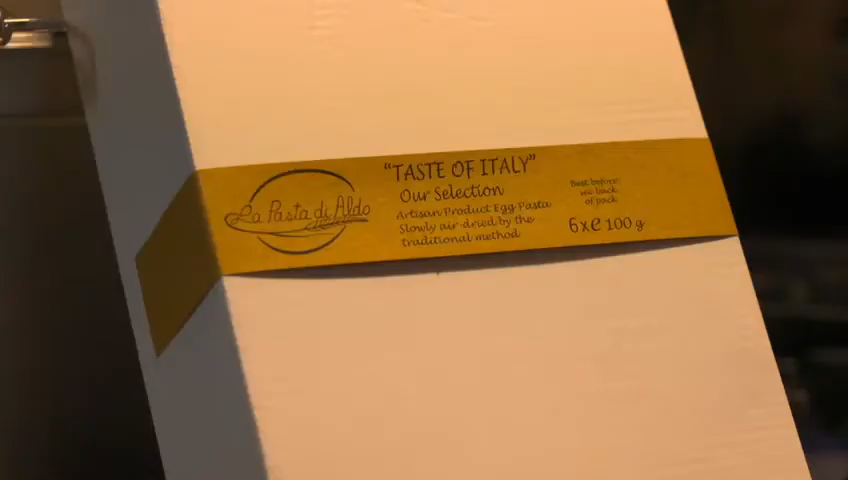 La Pasta di Aldo
"TASTE OF ITALY"
Our Selection
Artisan Product Egg Pasta
Slowly air-dried by the
traditional method
Best before:
see back
of pack
6xe 100 g